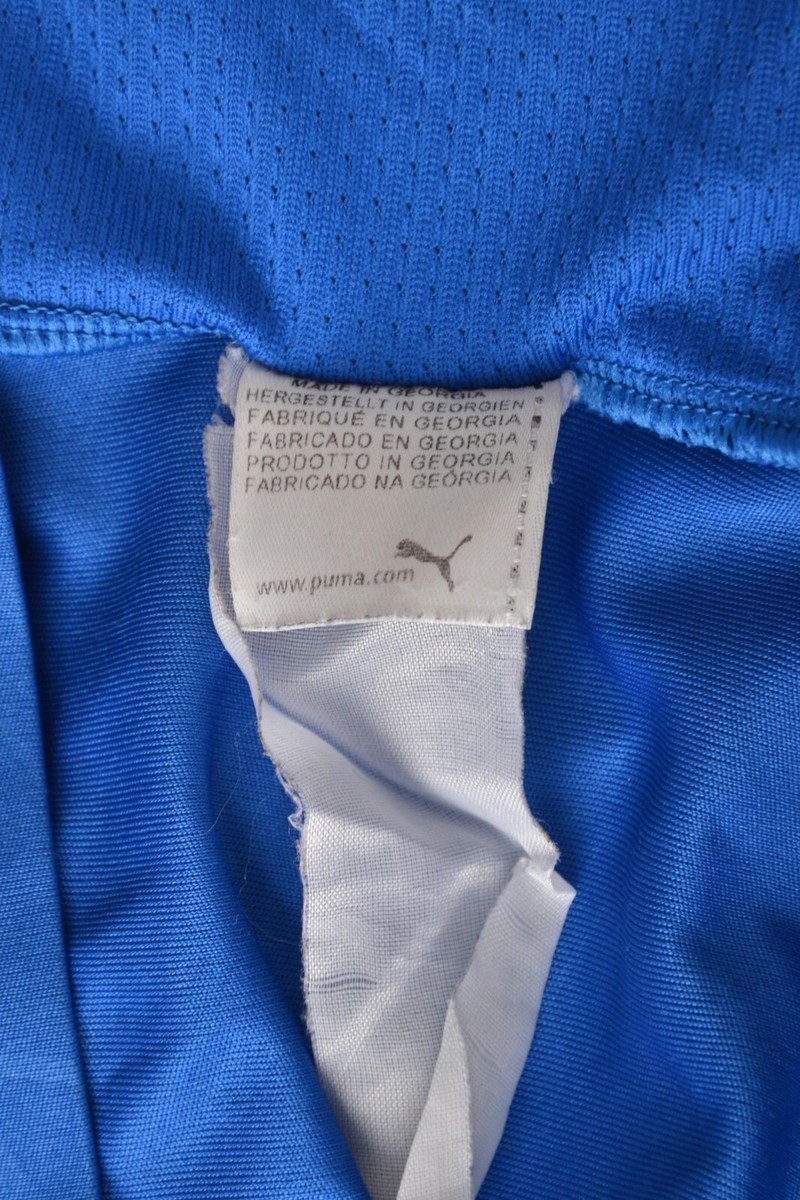 MADE IN GEORGIA
HERGESTELLT IN GEORGIEN
FABRIQUÉ EN GEORGIA
FABRICADO EN GEORGIA
PRODOTTO IN GEORGIA
FABRICADO NA GEÓRGIA
www.puma.com